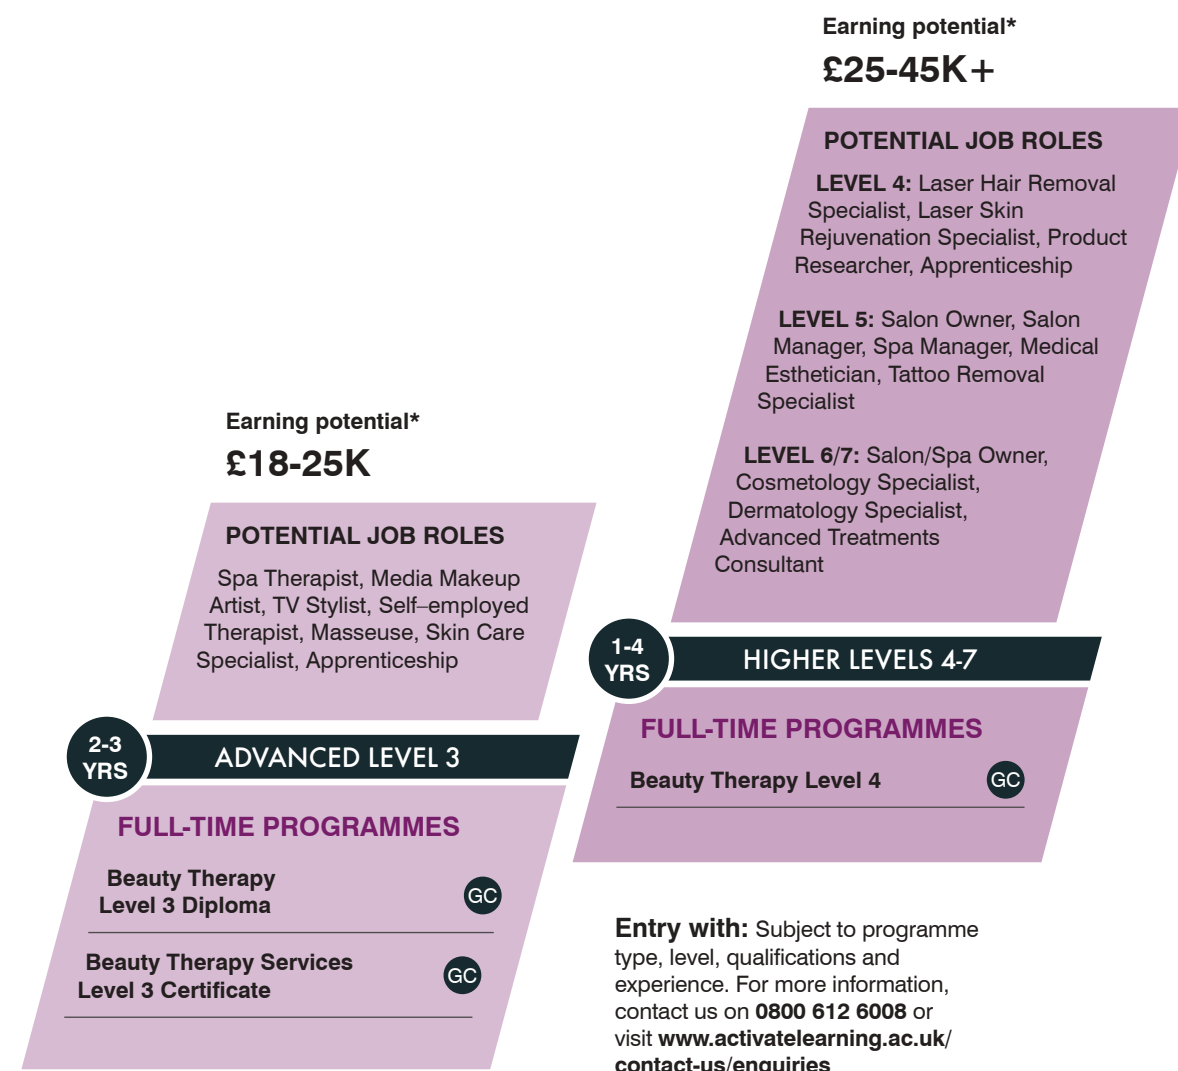 Earning potential*
£25-45K+
POTENTIAL JOB ROLES
LEVEL 4: Laser Hair Removal
Specialist, Laser Skin
Rejuvenation Specialist, Product
Researcher, Apprenticeship
LEVEL 5: Salon Owner, Salon
Manager, Spa Manager, Medical
Esthetician, Tattoo Removal
Specialist
LEVEL 6/7: Salon/Spa Owner,
Cosmetology Specialist,
Dermatology Specialist,
Advanced Treatments
Consultant
1-4
YRS
HIGHER LEVELS 4-7
FULL-TIME PROGRAMMES
Beauty Therapy Level 4
GC
Earning potential*
£18-25K
POTENTIAL JOB ROLES
Spa Therapist, Media Makeup
Artist, TV Stylist, Self–employed
Therapist, Masseuse, Skin Care
Specialist, Apprenticeship
2-3
YRS
ADVANCED LEVEL 3
FULL-TIME PROGRAMMES
Beauty Therapy
Level 3 Diploma
GC
Beauty Therapy Services
Level 3 Certificate
GC
Entry with: Subject to programme
type, level, qualifications and
experience. For more information,
contact us on 0800 612 6008 or
visit www.activatelearning.ac.uk/
contact-us/enquiries